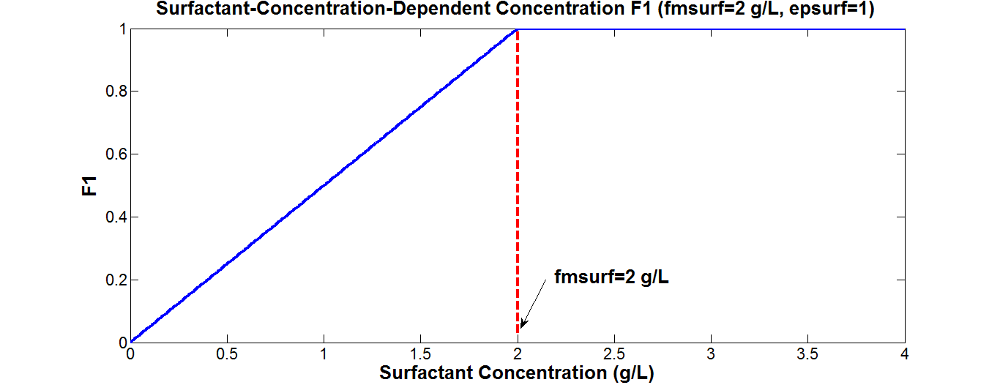 Surfactant-Concentration-Dependent Concentration F1 (fmsurf=2 g/L, epsurf=1)
1
0.8
0.6
0.4
0.2
0
F1
fmsurf=2 g/L
0 0.5 1 1.5 2 2.5 3 3.5 4
Surfactant Concentration (g/L)